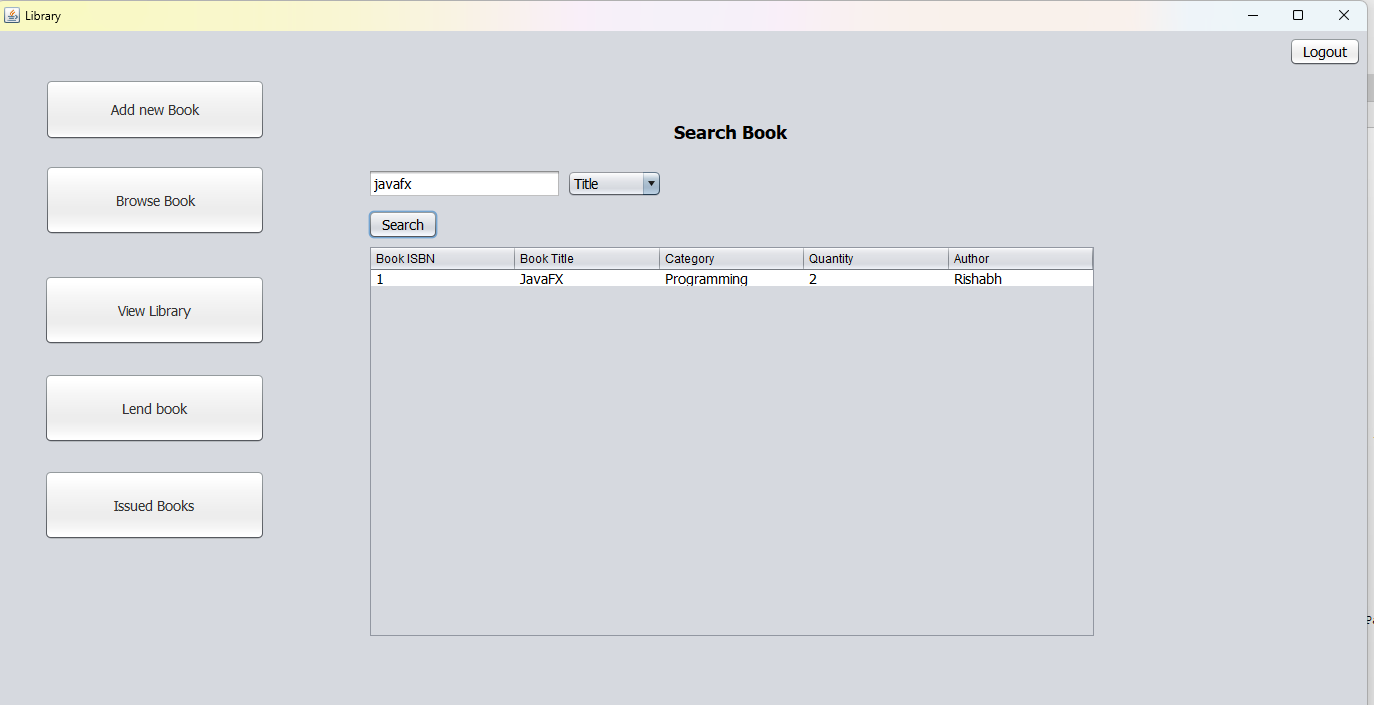 Library
Logout
Add new Book
Browse Book
View Library
Lend book
Issued Books
Search Book
javafx Title
Search
Book ISBN Book Title Category Quantity Author
1 JavaFX Programming 2 Rishabh